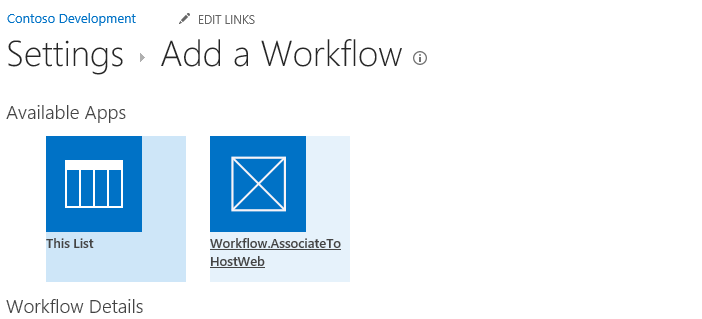 Contoso Development EDIT LINKS
Settings ▸ Add a Workflow
Available Apps
This List Workflow.AssociateTo
HostWeb
Workflow Details